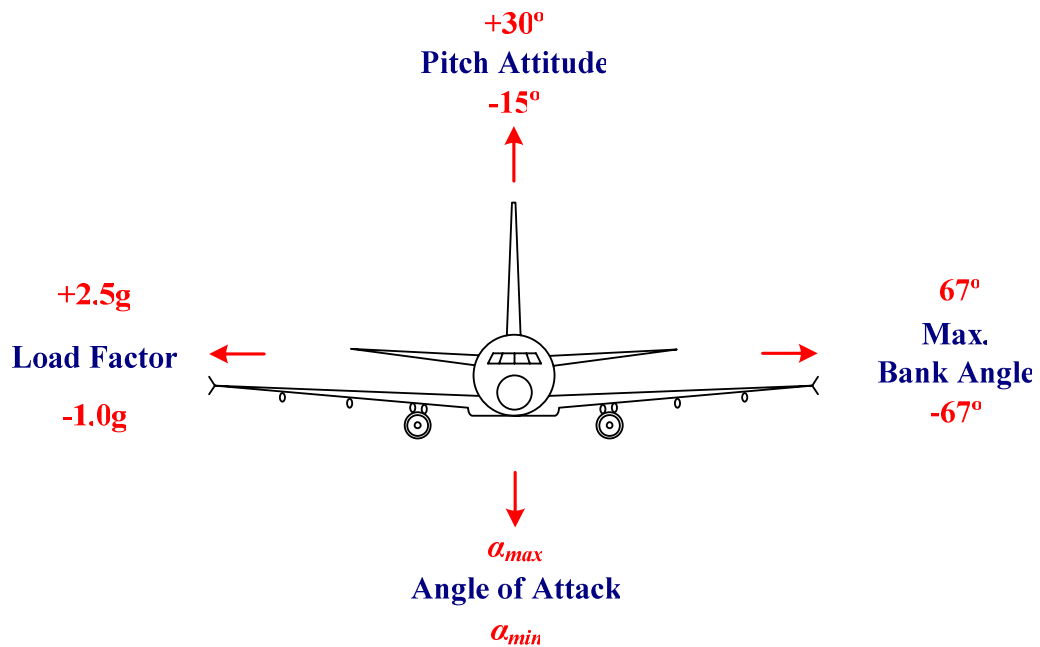 +30°
Pitch Attitude
-15°
+2.5g
Load Factor
-1.0g
67°
Max.
Bank Angle
-67°
αmax
Angle of Attack
αmin